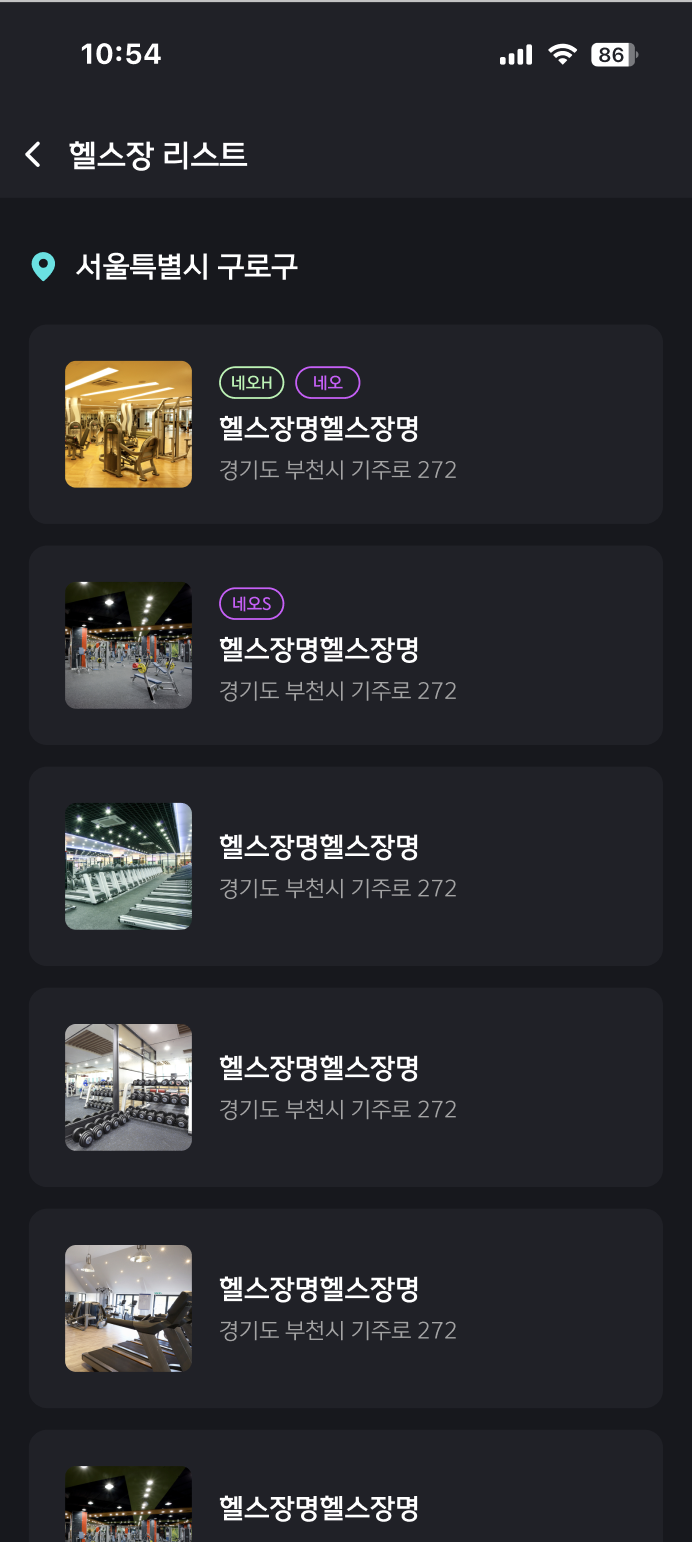 10:54
86
헬스장 리스트
서울특별시 구로구
네오H 네오
헬스장명헬스장명
경기도 부천시 기주로 272
네오S
헬스장명헬스장명
경기도 부천시 기주로 272
헬스장명헬스장명
경기도 부천시 기주로 272
헬스장명헬스장명
경기도 부천시 기주로 272
헬스장명헬스장명
경기도 부천시 기주로 272
헬스장명헬스장명